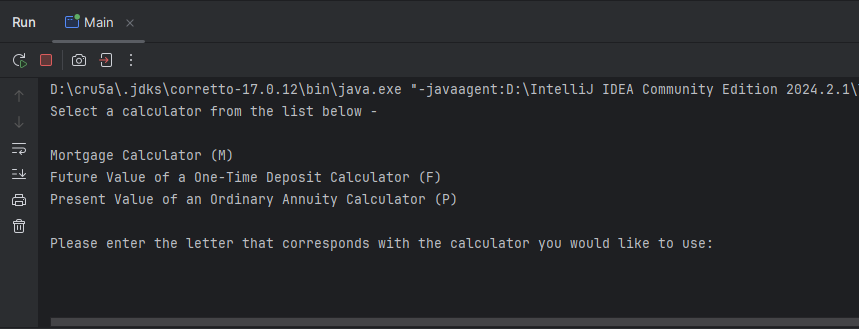 Run
Main
D:\cru5a\.jdks\corretto-17.0.12\bin\java.exe "-javaagent:D:\IntelliJ IDEA Community Edition 2024.2.1\
Select a calculator from the list below -
Mortgage Calculator (M)
Future Value of a One-Time Deposit Calculator (F)
Present Value of an Ordinary Annuity Calculator (P)
Please enter the letter that corresponds with the calculator you would like to use: